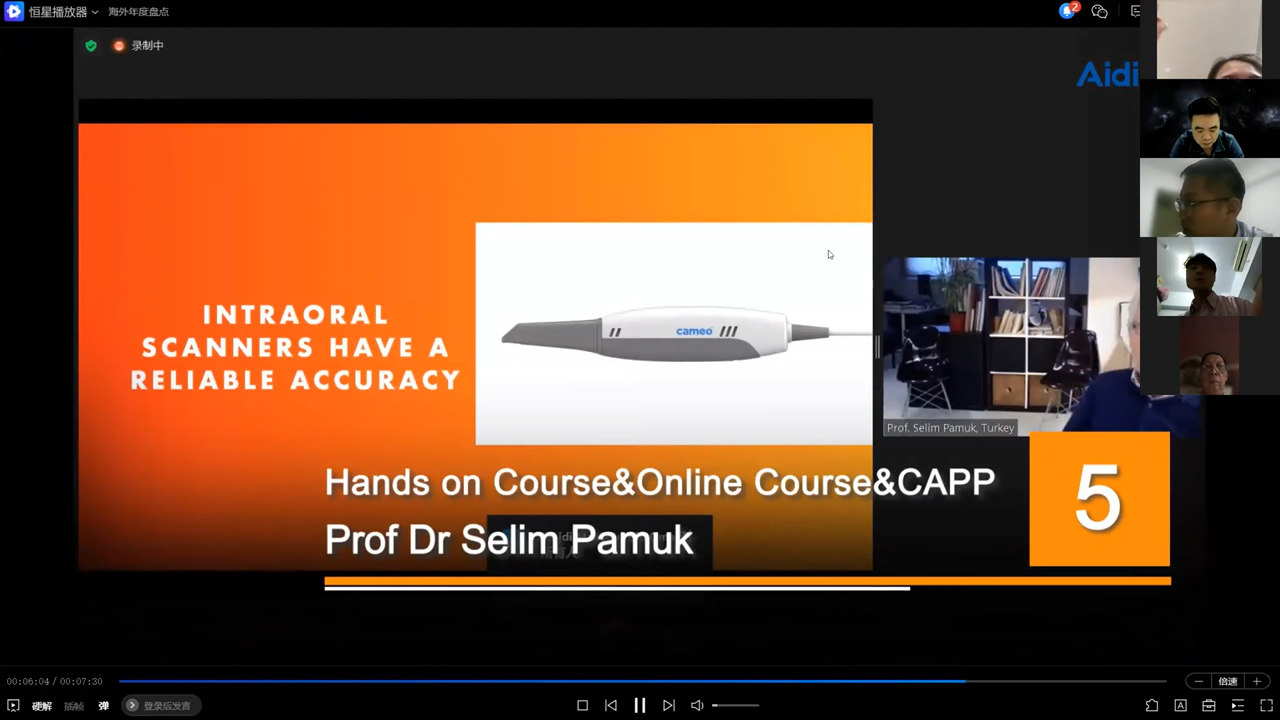 恒星播放器
海外年度盘点
2
录制中
Aidi
INTRAORAL
SCANNERS HAVE A
RELIABLE ACCURACY
cameo
Prof. Selim Pamuk, Turkey
Hands on Course&Online Course&CAPP
Prof Dr Selim Pamuk
5
00:06:04 / 00:07:30
倍速
硬解
插帧
弹
登录后发言